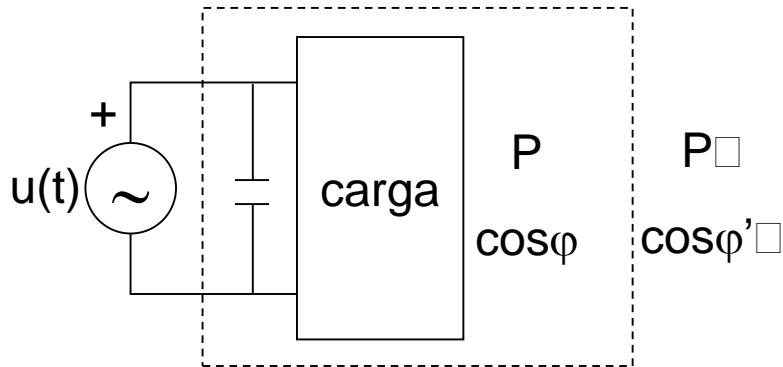 +
u(t)
~
carga
P
cosφ
P□
cosφ’□